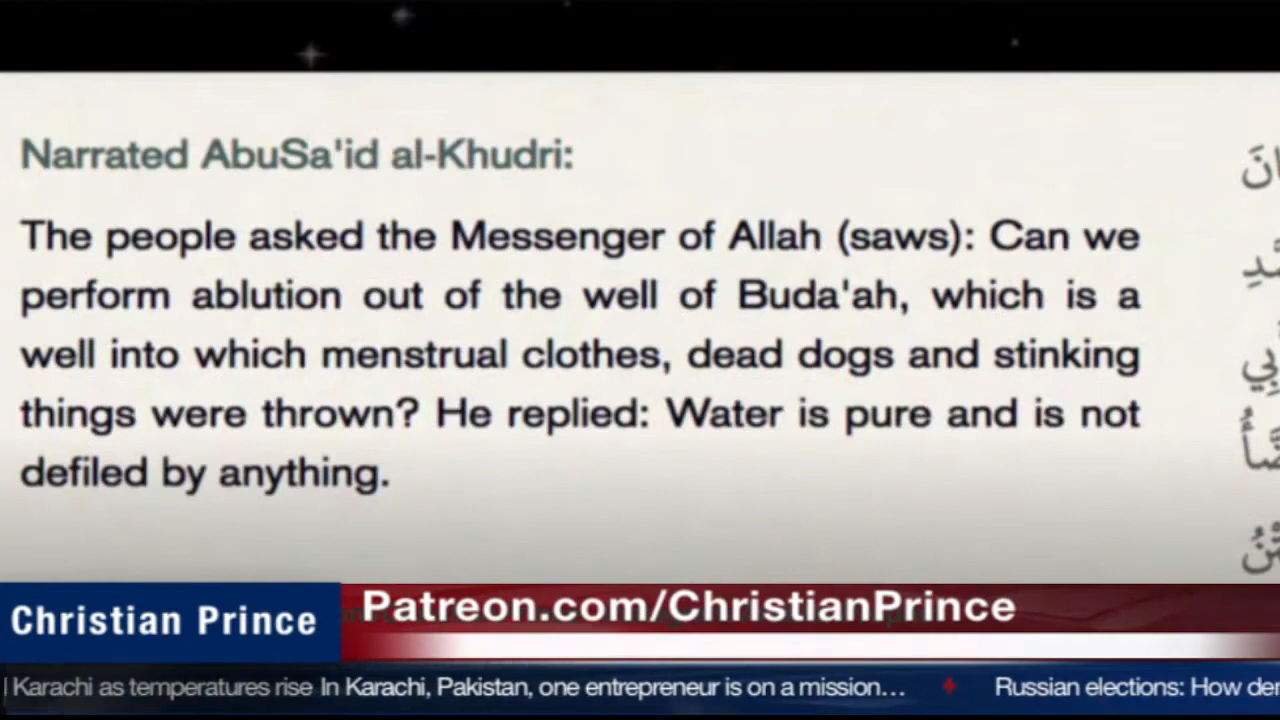 Narrated AbuSa'id al-Khudri:
The people asked the Messenger of Allah (saws): Can we
perform ablution out of the well of Buda'ah, which is a
well into which menstrual clothes, dead dogs and stinking
things were thrown? He replied: Water is pure and is not
defiled by anything.
Christian Prince
Patreon.com/ChristianPrince
Karachi as temperatures rise In Karachi, Pakistan, one entrepreneur is on a mission... Russian elections: How